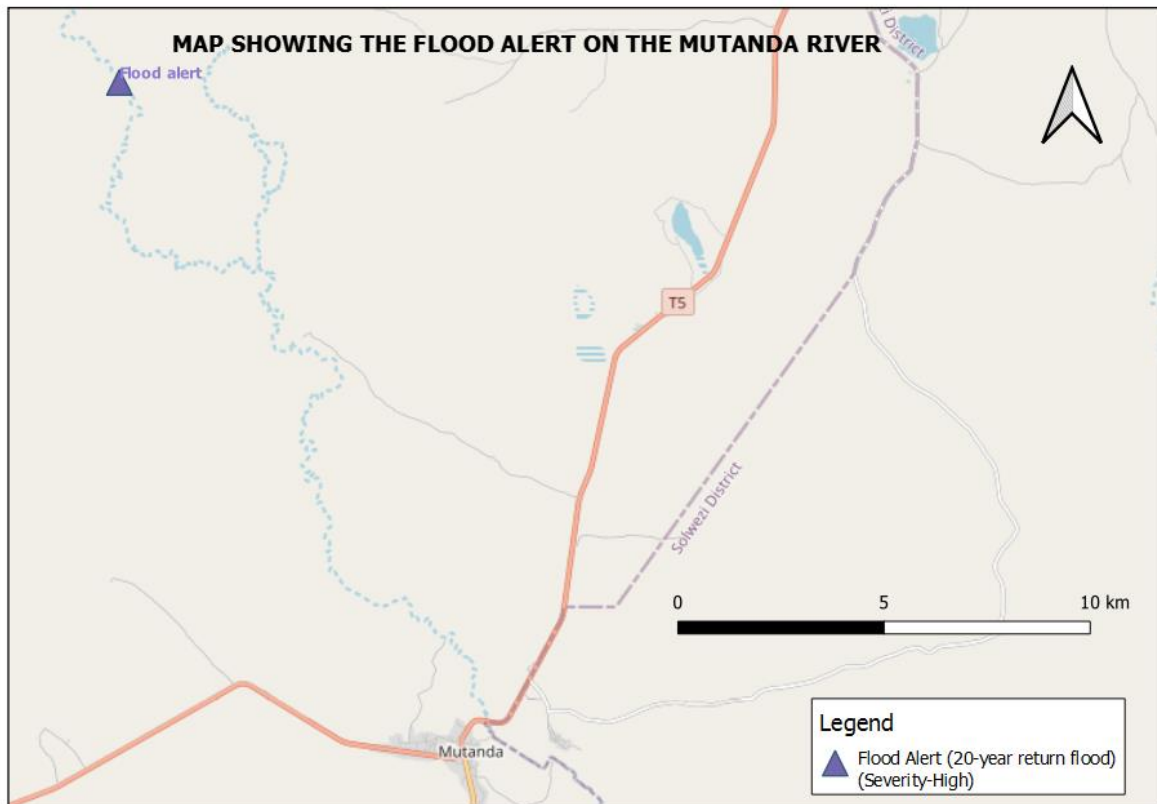 MAP SHOWING THE FLOOD ALERT ON THE MUTANDA RIVER
District
Flood alert
T5
Solwezi District
0 5 10 km
Mutanda
Legend
Flood Alert (20-year return flood)
(Severity-High)